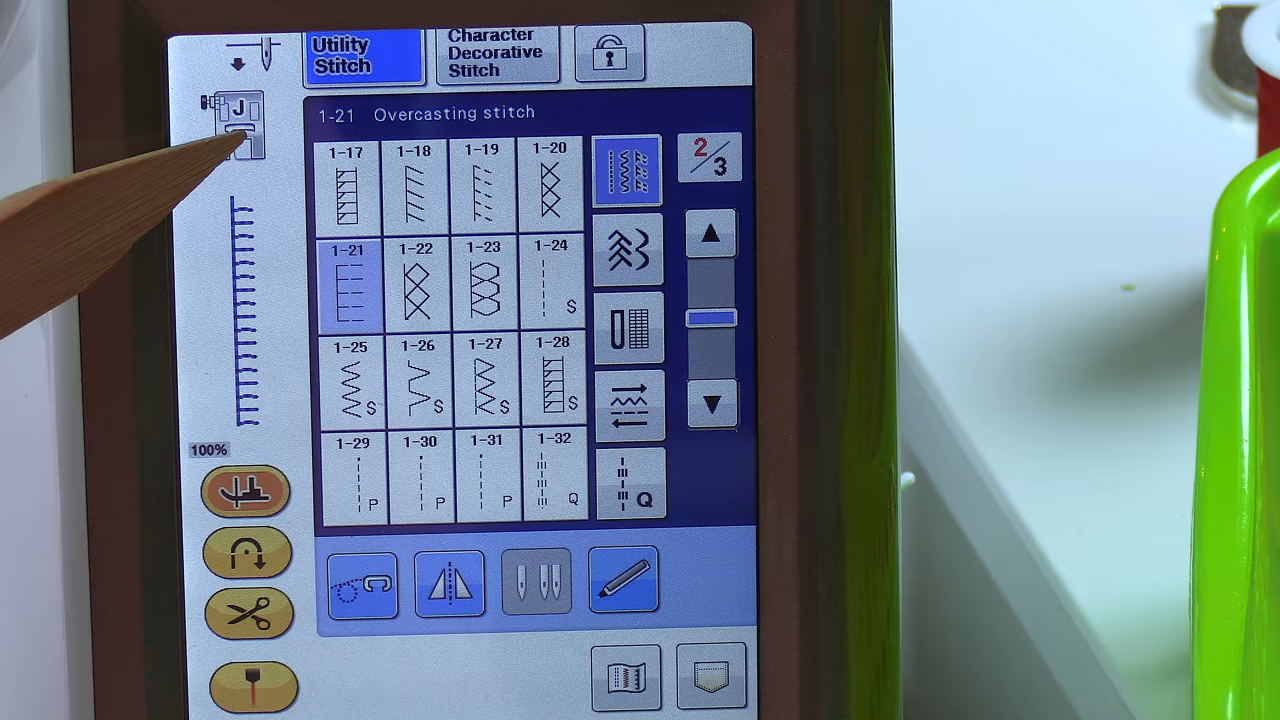 Utility
Stitch
Character
Decorative
Stitch
J
1-21 Overcasting stitch
2/3
1-17 1-18 1-19 1-20
1-21 1-22 1-23 1-24
S
1-25 1-26 1-27 1-28
S S S S
1-29 1-30 1-31 1-32
P P P Q
Q
100%